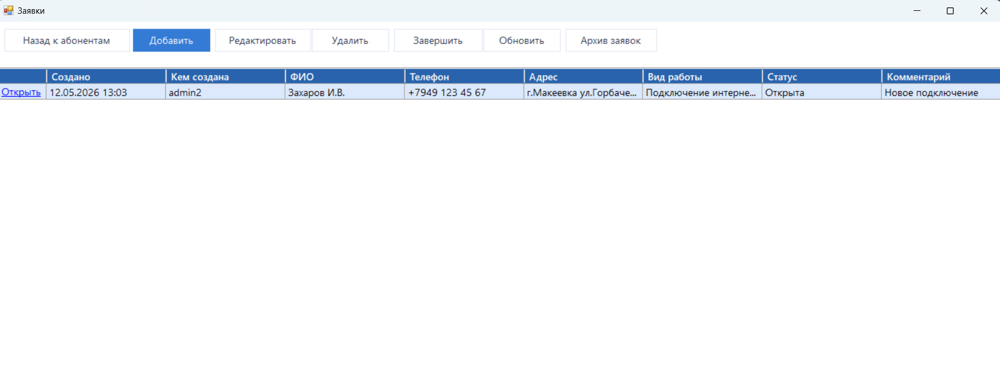 Заявки
Назад к абонентам Добавить Редактировать Удалить Завершить Обновить Архив заявок
Создано Кем создана ФИО Телефон Адрес Вид работы Статус Комментарий
Открыть 12.05.2026 13:03 admin2 Захаров И.В. +7949 123 45 67 г.Макеевка ул.Горбаче... Подключение интерне... Открыта Новое подключение